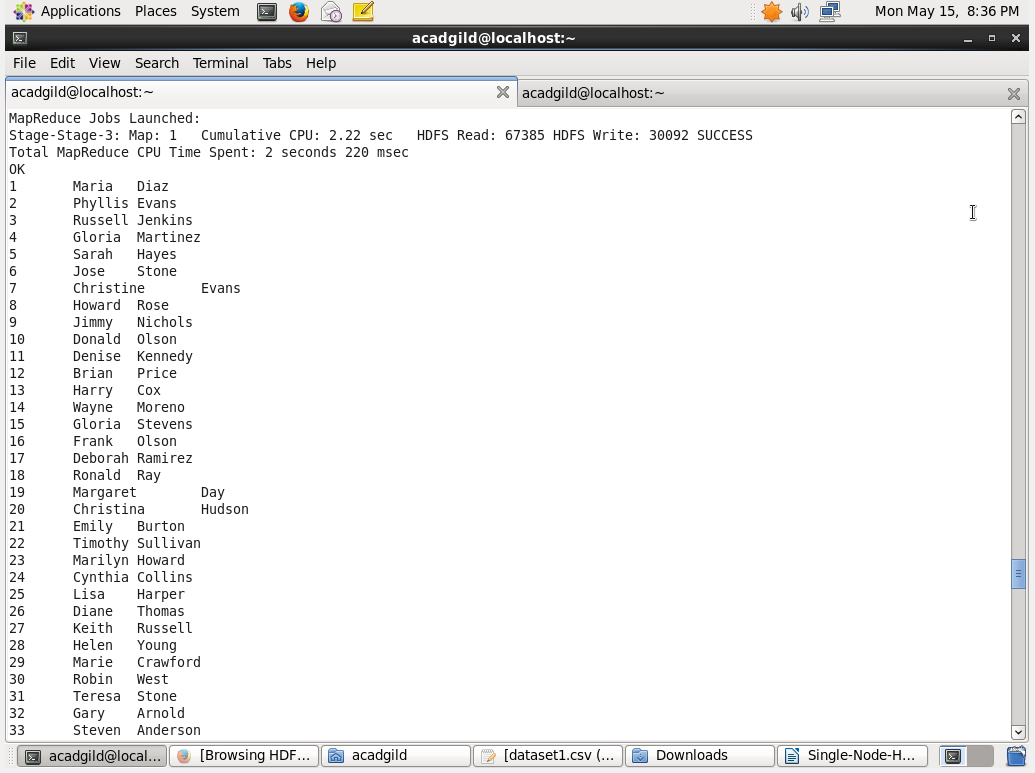 Applications Places System Mon May 15, 8:36 PM
acadgild@localhost:~
File Edit View Search Terminal Tabs Help
acadgild@localhost:~ acadgild@localhost:~
MapReduce Jobs Launched:
Stage-Stage-3: Map: 1   Cumulative CPU: 2.22 sec   HDFS Read: 67385 HDFS Write: 30092 SUCCESS
Total MapReduce CPU Time Spent: 2 seconds 220 msec
OK
1 Maria Diaz
2 Phyllis Evans
3 Russell Jenkins
4 Gloria Martinez
5 Sarah Hayes
6 Jose Stone
7 Christine Evans
8 Howard Rose
9 Jimmy Nichols
10 Donald Olson
11 Denise Kennedy
12 Brian Price
13 Harry Cox
14 Wayne Moreno
15 Gloria Stevens
16 Frank Olson
17 Deborah Ramirez
18 Ronald Ray
19 Margaret Day
20 Christina Hudson
21 Emily Burton
22 Timothy Sullivan
23 Marilyn Howard
24 Cynthia Collins
25 Lisa Harper
26 Diane Thomas
27 Keith Russell
28 Helen Young
29 Marie Crawford
30 Robin West
31 Teresa Stone
32 Gary Arnold
33 Steven Anderson
acadgild@local... [Browsing HDF... acadgild [dataset1.csv (... Downloads Single-Node-H...